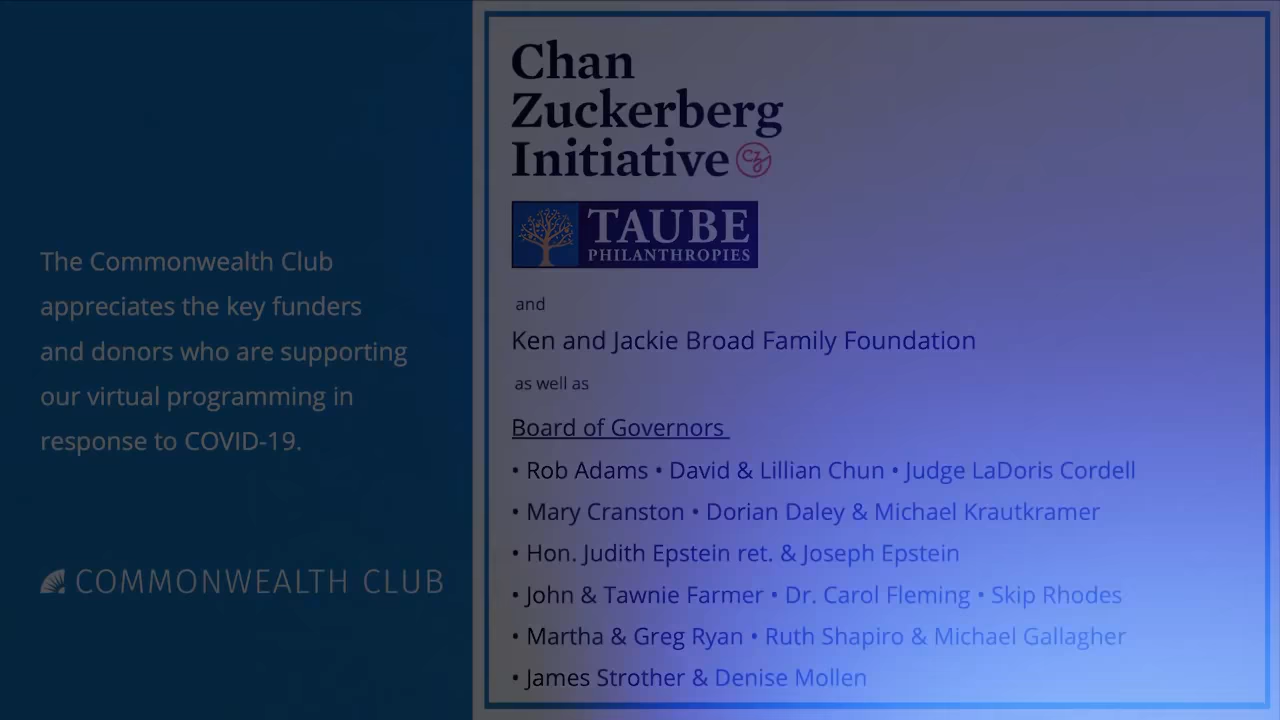 The Commonwealth Club
appreciates the key funders
and donors who are supporting
our virtual programming in
response to COVID-19.
COMMONWEALTH CLUB
Chan
Zuckerberg
Initiative CZI
TAUBE
PHILANTHROPIES
and
Ken and Jackie Broad Family Foundation
as well as
Board of Governors
• Rob Adams • David & Lillian Chun • Judge LaDoris Cordell
• Mary Cranston • Dorian Daley & Michael Krautkramer
• Hon. Judith Epstein ret. & Joseph Epstein
• John & Tawnie Farmer • Dr. Carol Fleming • Skip Rhodes
• Martha & Greg Ryan • Ruth Shapiro & Michael Gallagher
• James Strother & Denise Mollen